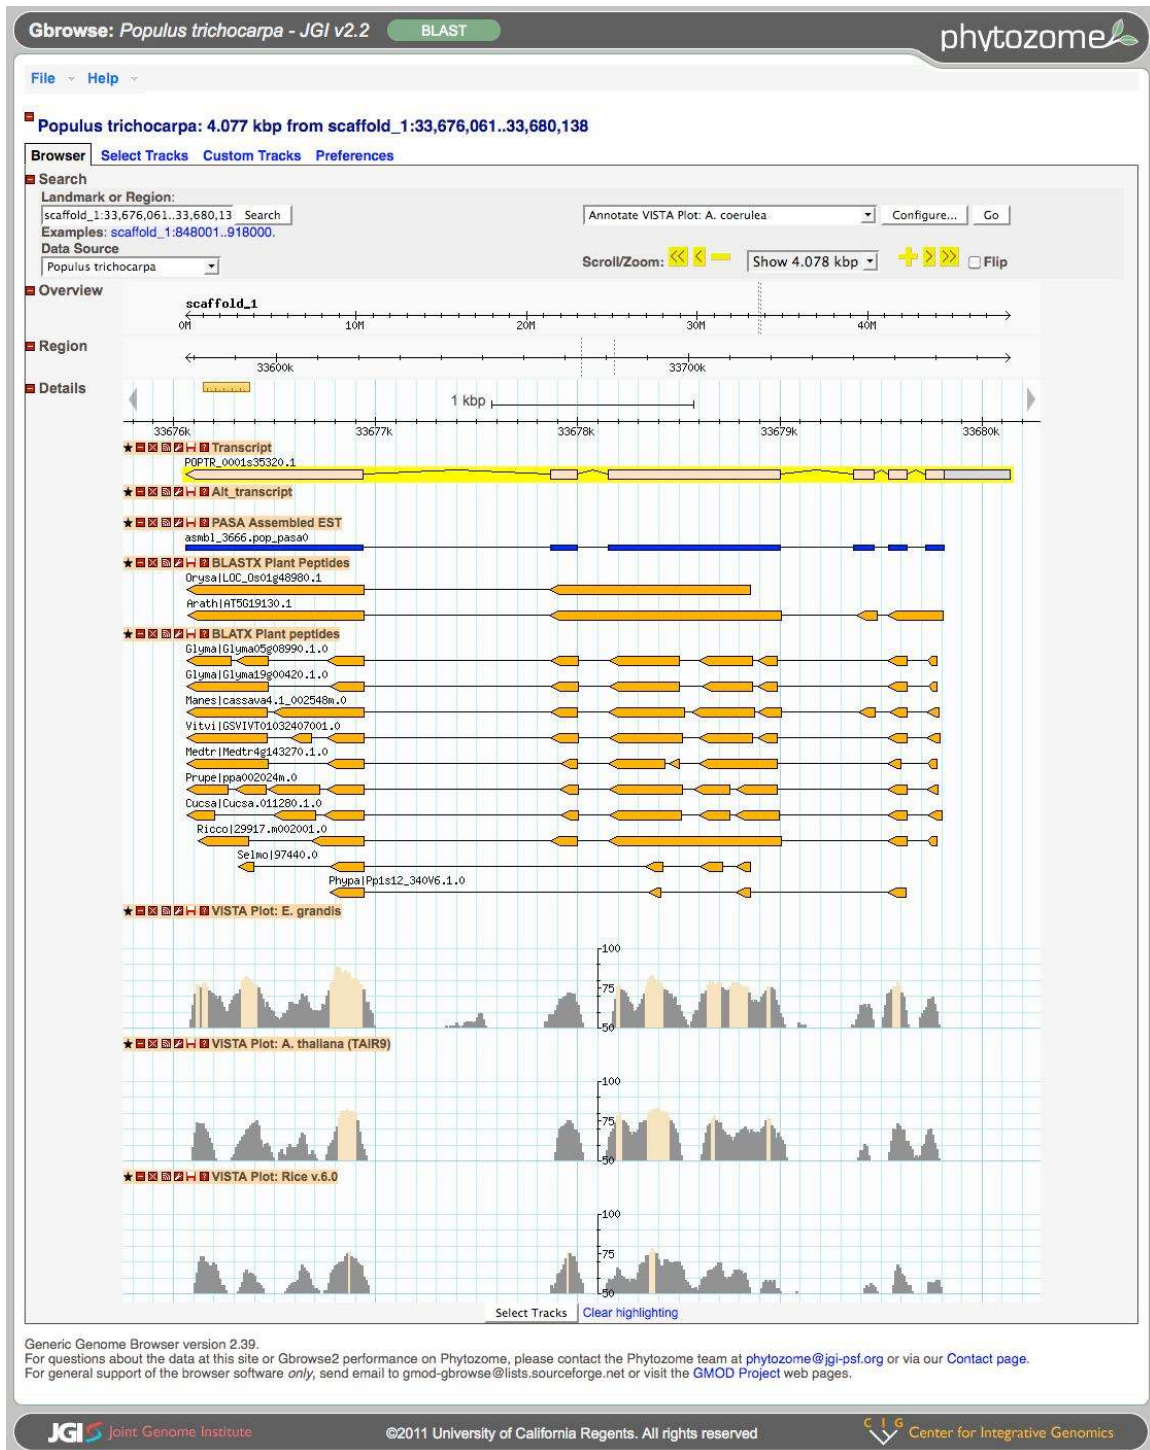 Gbrowse: Populus trichocarpa - JGI v2.2 BLAST
phytozome
File Help
Populus trichocarpa: 4.077 kbp from scaffold_1:33,676,061..33,680,138
Browser Select Tracks Custom Tracks Preferences
Search
Landmark or Region:
scaffold_1:33,676,061..33,680,13 Search
Annotate VISTA Plot: A. coerulea Configure... Go
Examples: scaffold_1:848001..918000.
Data Source
Populus trichocarpa
Scroll/Zoom: << < Show 4.078 kbp > >> Flip
Overview
scaffold_1
0M 10M 20M 30M 40M
Region
33600k 33700k
Details
1 kbp
33676k 33677k 33678k 33679k 33680k
Transcript
POPTR_0001s35320.1
Alt_transcript
PASA Assembled EST
asmbl_3666.pop_pasa0
BLASTX Plant Peptides
Orysa|LOC_Os01g48980.1
Arath|AT5G19130.1
BLATX Plant peptides
Glyma|Glyma05g08990.1.0
Glyma|Glyma19g00420.1.0
Manes|cassava4.1_002548m.0
Vitvi|GSVIVT01032407001.0
Medtr|Medtr4g143270.1.0
Prupe|ppa002024m.0
Cucsa|Cucsa.011280.1.0
Ricco|29917.m002001.0
Selmo|97440.0
Phypa|Pp1s12_340V6.1.0
VISTA Plot: E. grandis
100
75
50
VISTA Plot: A. thaliana (TAIR9)
100
75
50
VISTA Plot: Rice v.6.0
100
75
50
Select Tracks Clear highlighting
Generic Genome Browser version 2.39.
For questions about the data at this site or Gbrowse2 performance on Phytozome, please contact the Phytozome team at phytozome@jgi-psf.org or via our Contact page.
For general support of the browser software only, send email to gmod-gbrowse@lists.sourceforge.net or visit the GMOD Project web pages.
JGI Joint Genome Institute
©2011 University of California Regents. All rights reserved
C I G Center for Integrative Genomics